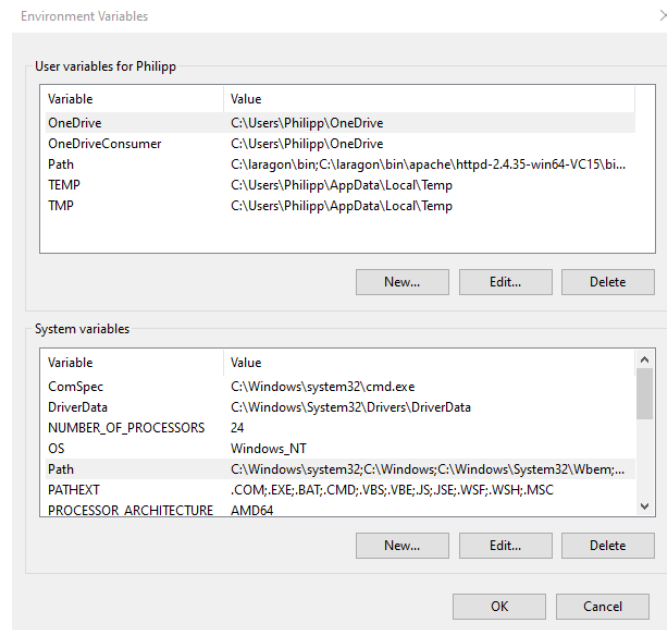 Environment Variables
User variables for Philipp
Variable Value
OneDrive C:\Users\Philipp\OneDrive
OneDriveConsumer C:\Users\Philipp\OneDrive
Path C:\laragon\bin;C:\laragon\bin\apache\httpd-2.4.35-win64-VC15\bi...
TEMP C:\Users\Philipp\AppData\Local\Temp
TMP C:\Users\Philipp\AppData\Local\Temp
New... Edit... Delete
System variables
Variable Value
ComSpec C:\Windows\system32\cmd.exe
DriverData C:\Windows\System32\Drivers\DriverData
NUMBER_OF_PROCESSORS 24
OS Windows_NT
Path C:\Windows\system32;C:\Windows;C:\Windows\System32\Wbem;...
PATHEXT .COM;.EXE;.BAT;.CMD;.VBS;.VBE;.JS;.JSE;.WSF;.WSH;.MSC
PROCESSOR_ARCHITECTURE AMD64
New... Edit... Delete
OK Cancel